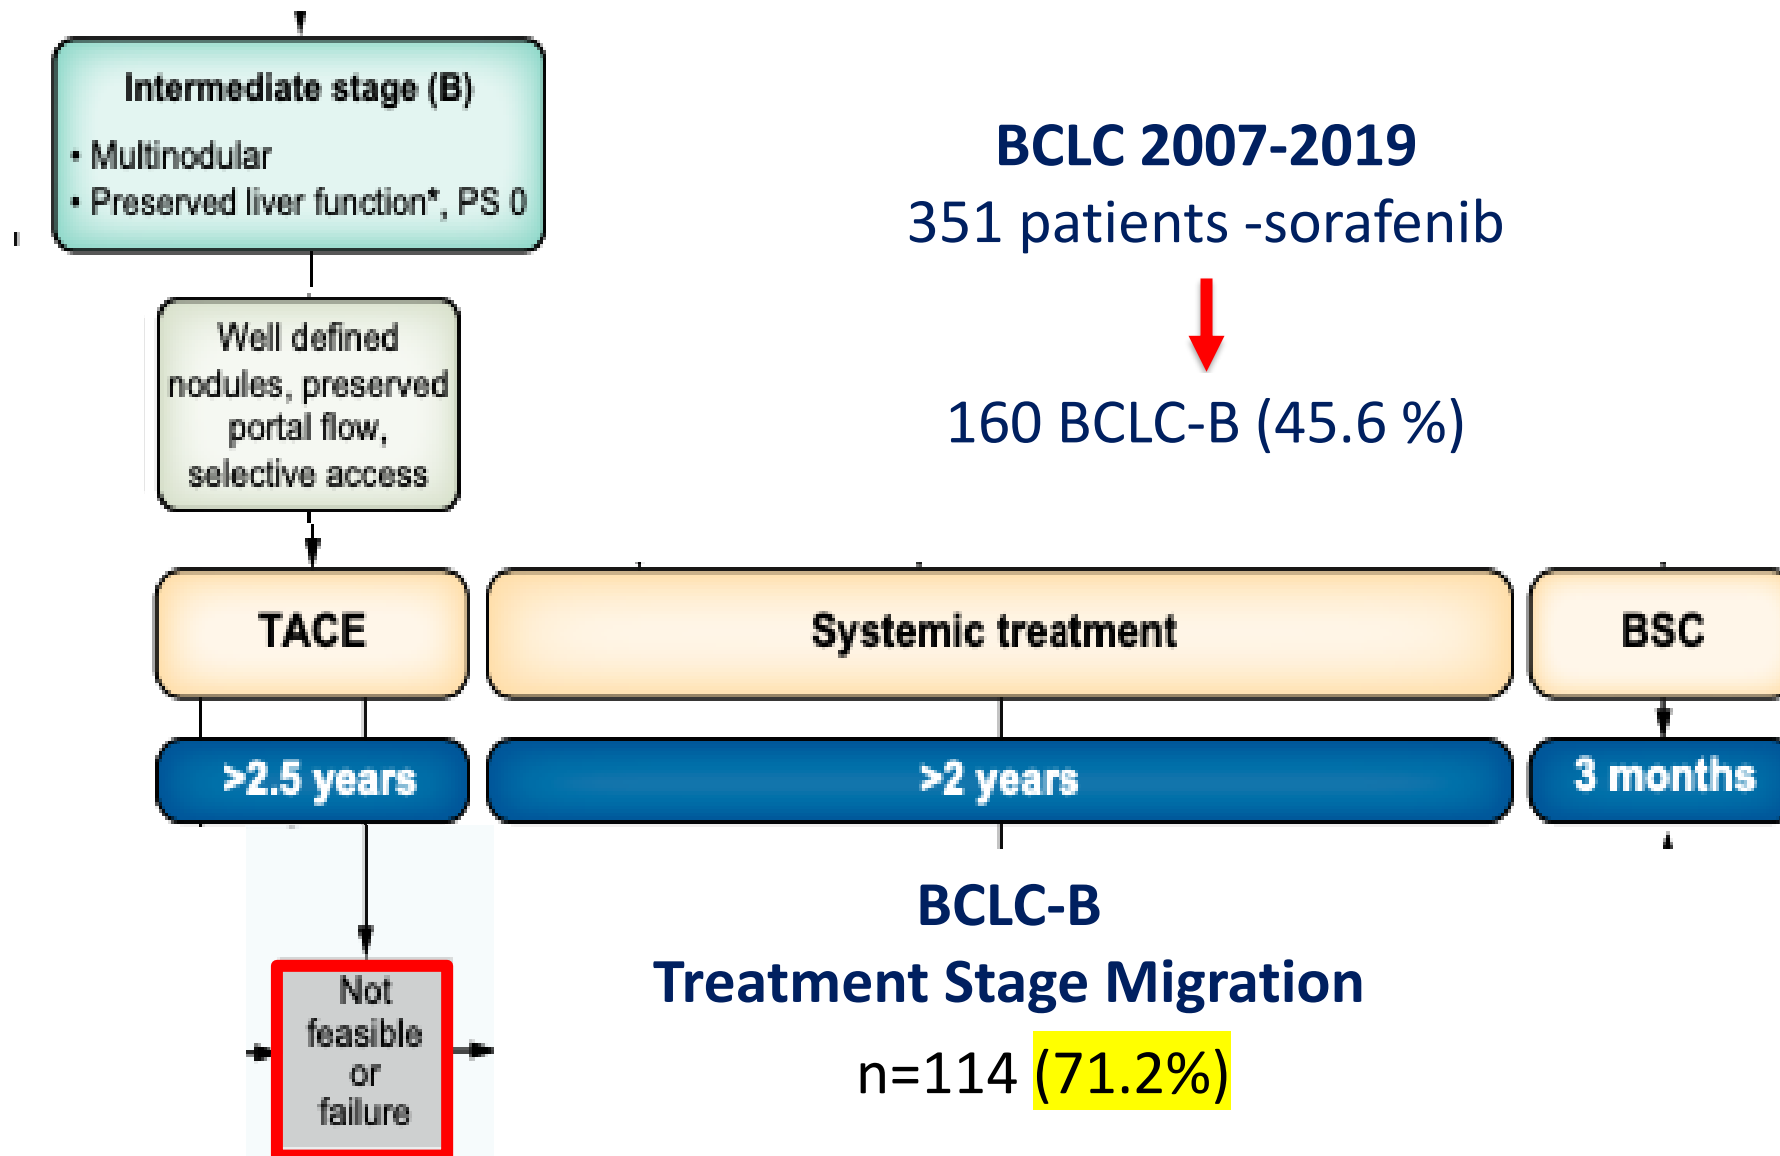 Intermediate stage (B)
• Multinodular
• Preserved liver function*, PS 0
BCLC 2007-2019
351 patients -sorafenib
160 BCLC-B (45.6 %)
Well defined
nodules, preserved
portal flow,
selective access
TACE
Systemic treatment
BSC
>2.5 years
>2 years
3 months
BCLC-B
Treatment Stage Migration
n=114 (71.2%)
Not
feasible
or
failure